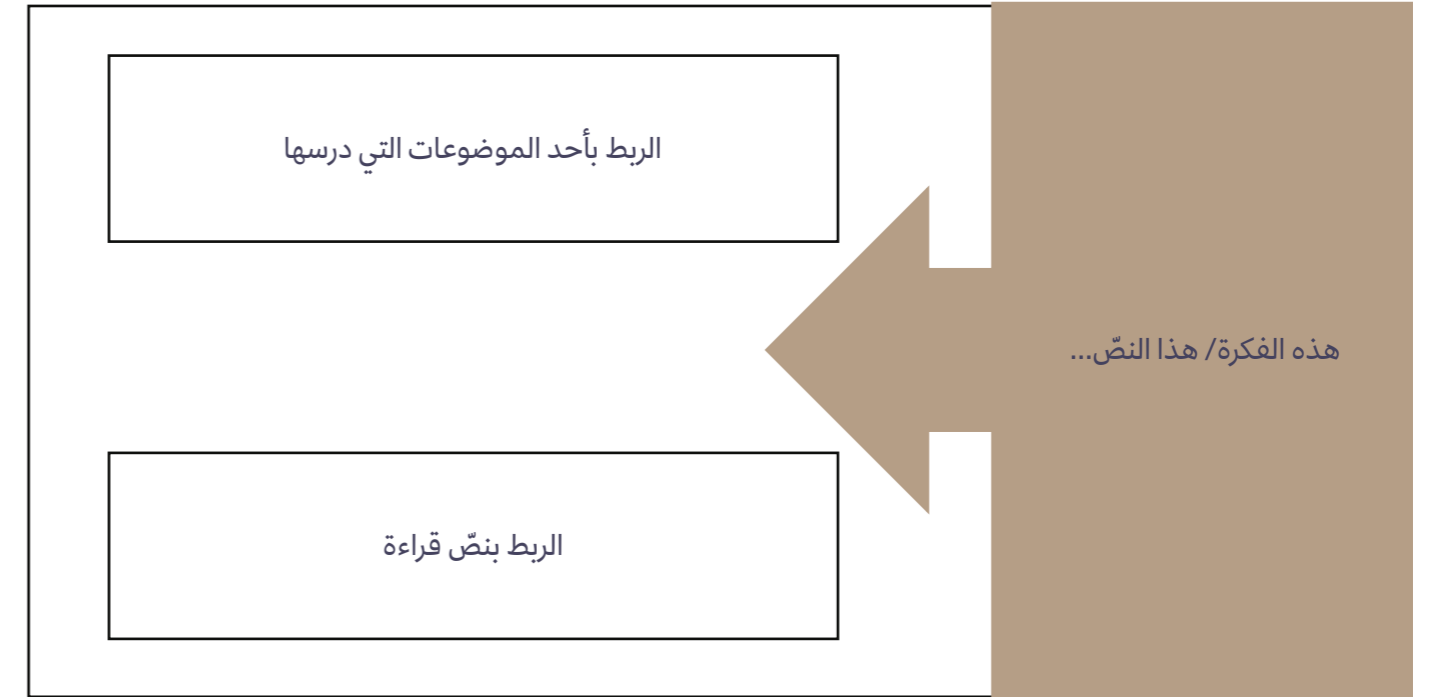 هذه الفكرة/ هذا النصّ...
الربط بأحد الموضوعات التي درسها
الربط بنصّ قراءة